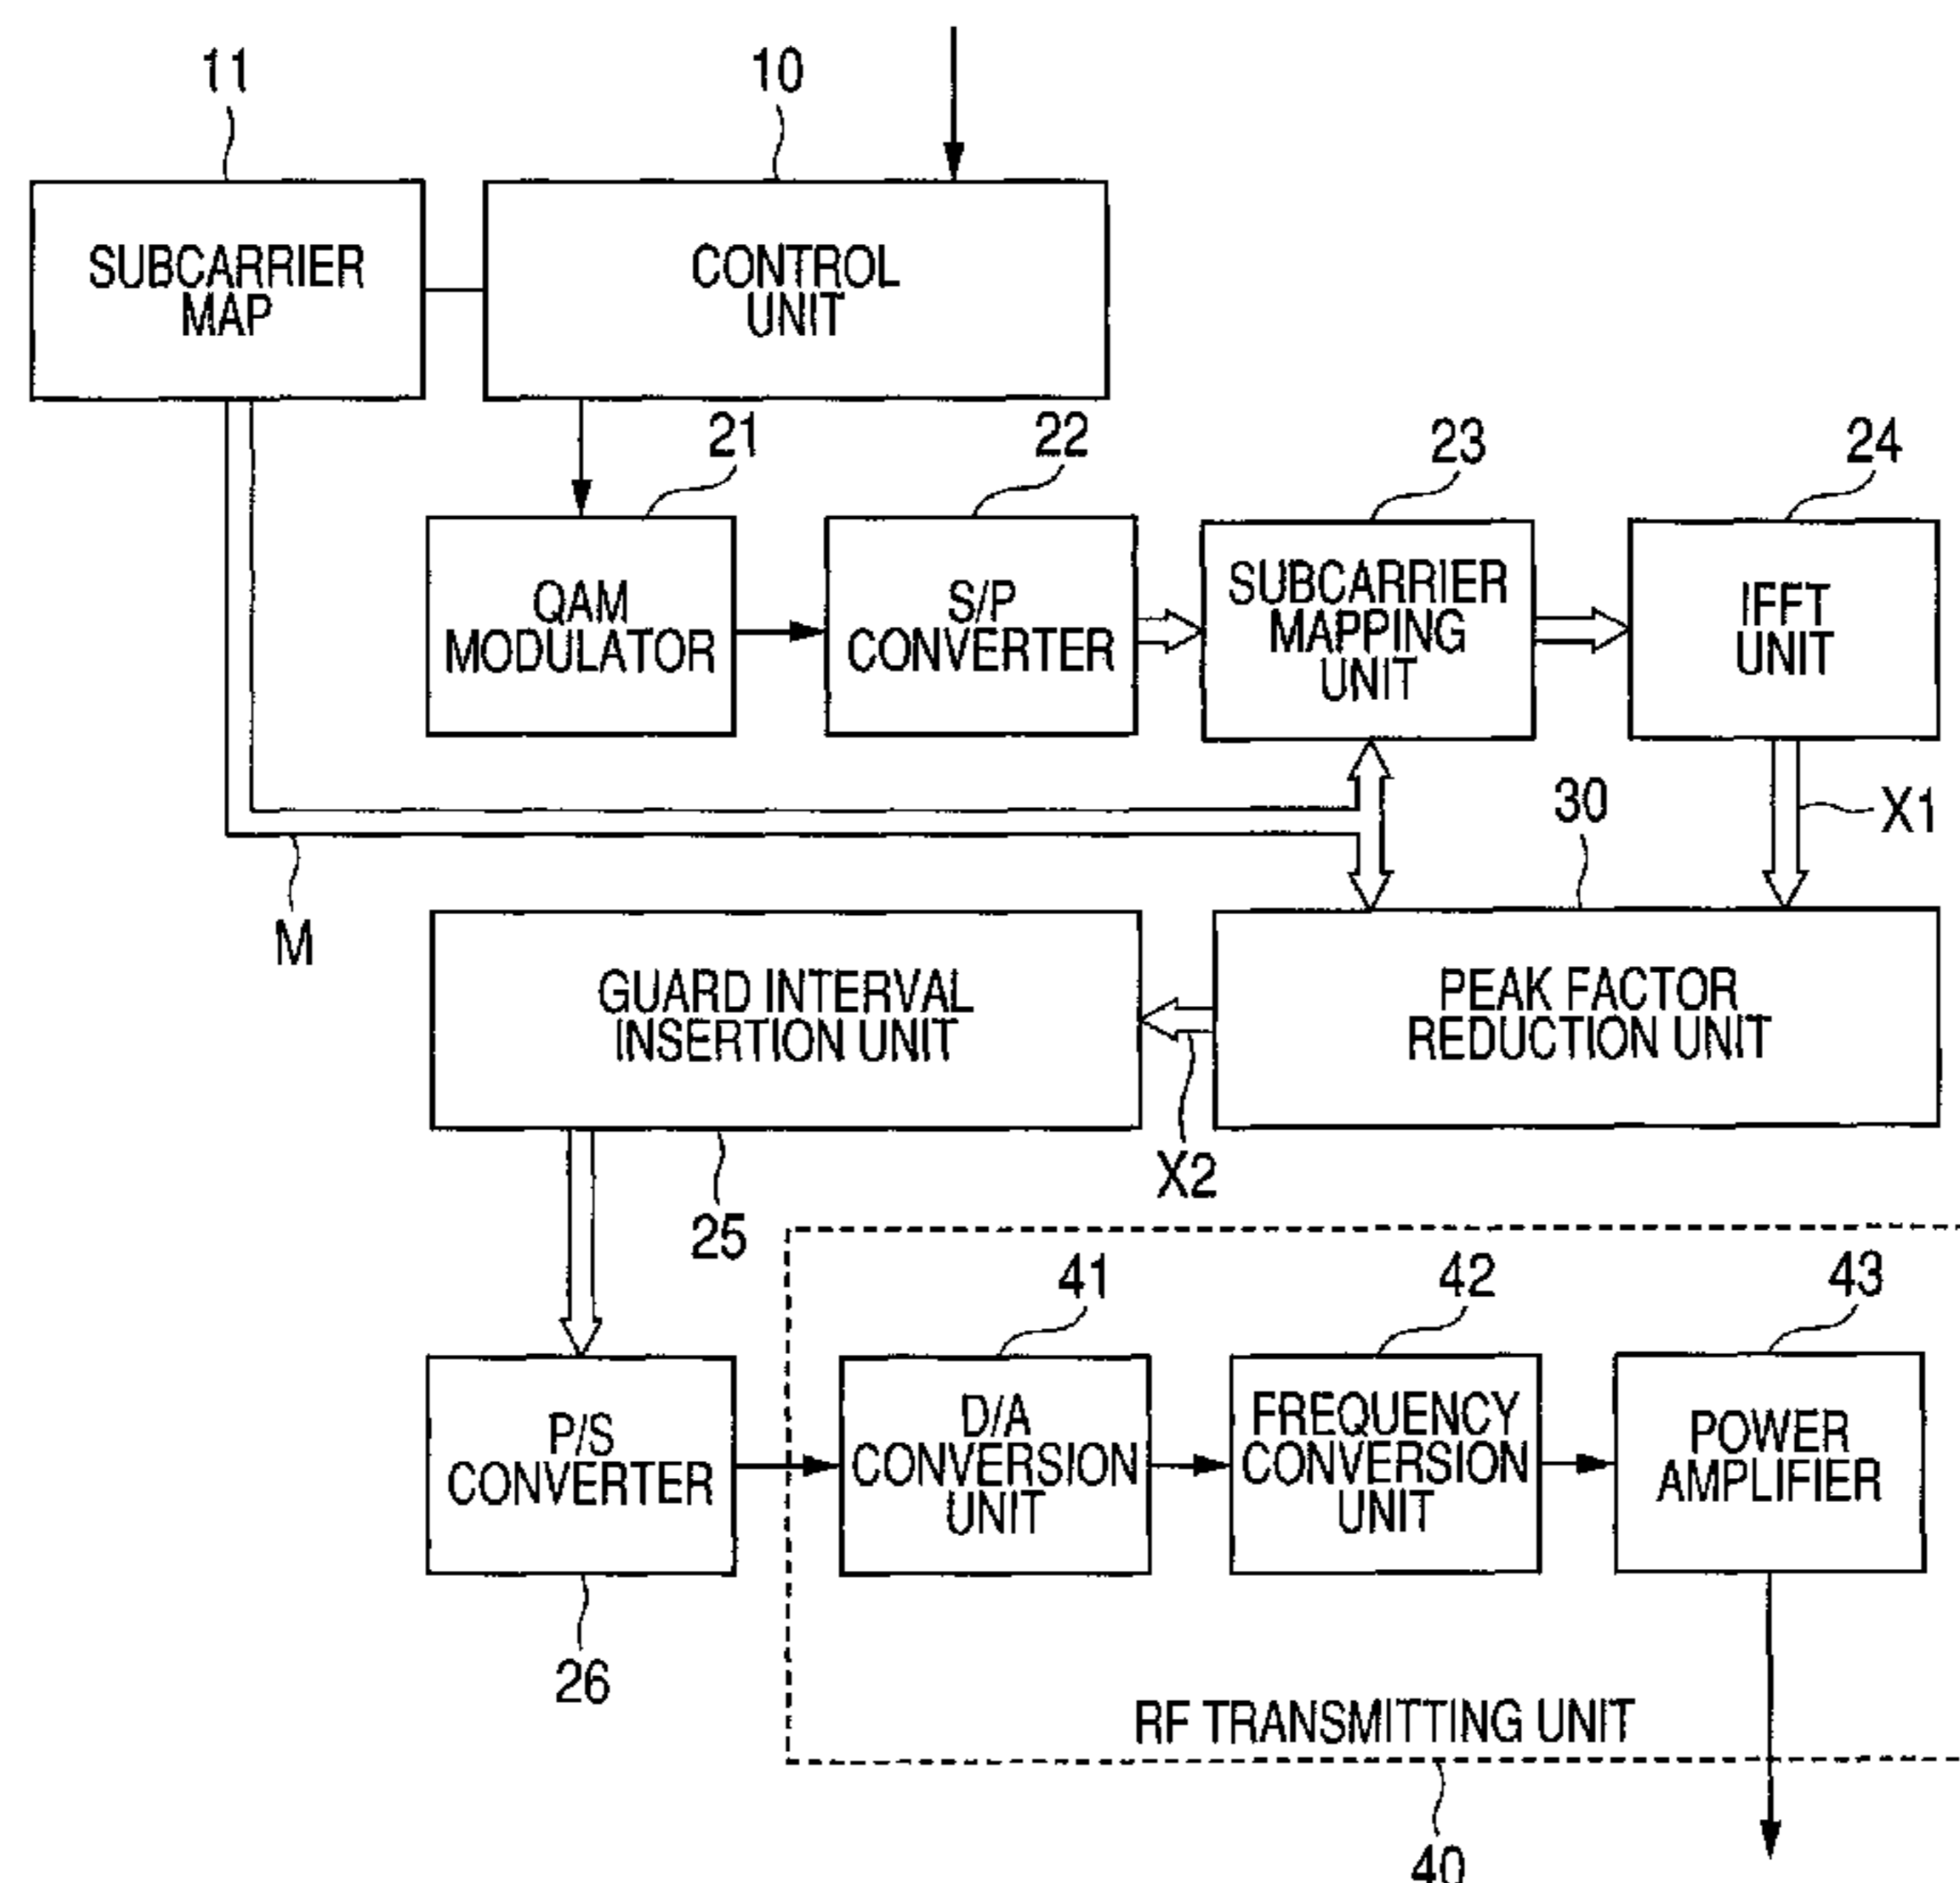 11
10
SUBCARRIER
MAP
CONTROL
UNIT
21
22
23
24
QAM
MODULATOR
S/P
CONVERTER
SUBCARRIER
MAPPING
UNIT
IFFT
UNIT
30
X1
M
GUARD INTERVAL
INSERTION UNIT
PEAK FACTOR
REDUCTION UNIT
X2
25
41
42
43
P/S
CONVERTER
D/A
CONVERSION
UNIT
FREQUENCY
CONVERSION
UNIT
POWER
AMPLIFIER
26
RF TRANSMITTING UNIT
40